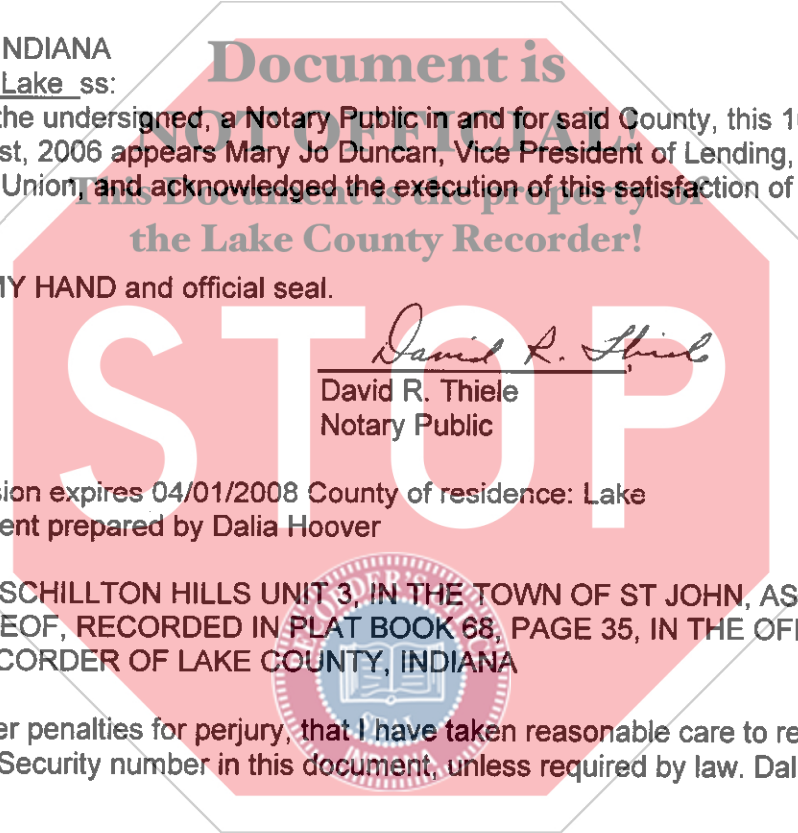 NDIANA
Document is
Lake ss:
the undersigned, a Notary Public in and for said County, this 1
NOT OFFICIAL!
st, 2006 appears Mary Jo Duncan, Vice President of Lending,
Union, and acknowledged the execution of this satisfaction of
This Document is the property of
the Lake County Recorder!
MY HAND and official seal.
STOP
David R. Thiele
David R. Thiele
Notary Public
sion expires 04/01/2008 County of residence: Lake
ent prepared by Dalia Hoover
SCHILLTON HILLS UNIT 3, IN THE TOWN OF ST JOHN, AS
EOF, RECORDED IN PLAT BOOK 68, PAGE 35, IN THE OF
CORDER OF LAKE COUNTY, INDIANA
SEAL
INDIANA
er penalties for perjury, that I have taken reasonable care to re
Security number in this document, unless required by law. Dal